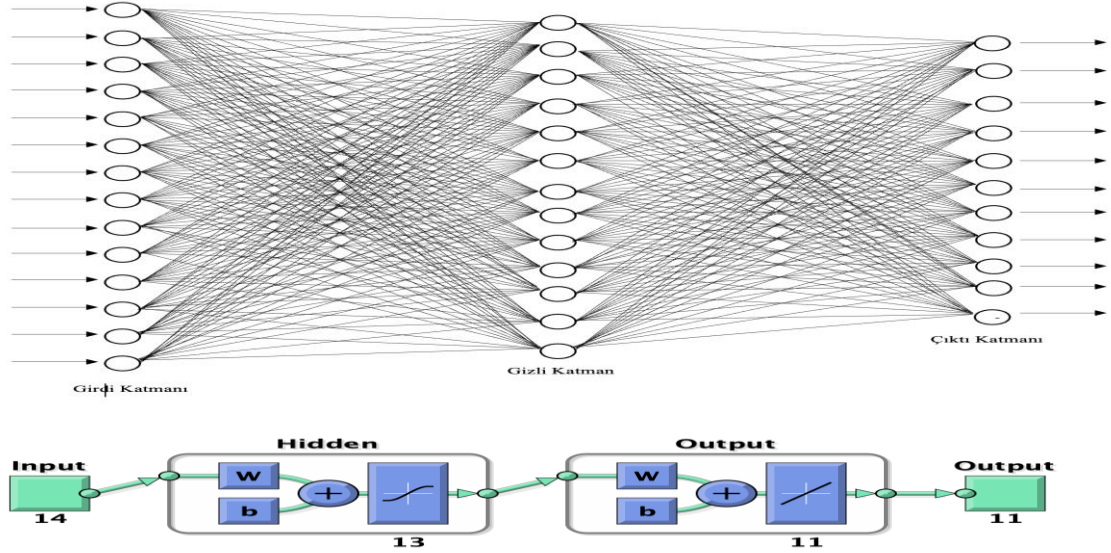 Çıktı Katmanı
Gizli Katman
Girdi Katmanı
Hidden
Output
Input
W
b
+
W
b
+
Output
14
13
11
11